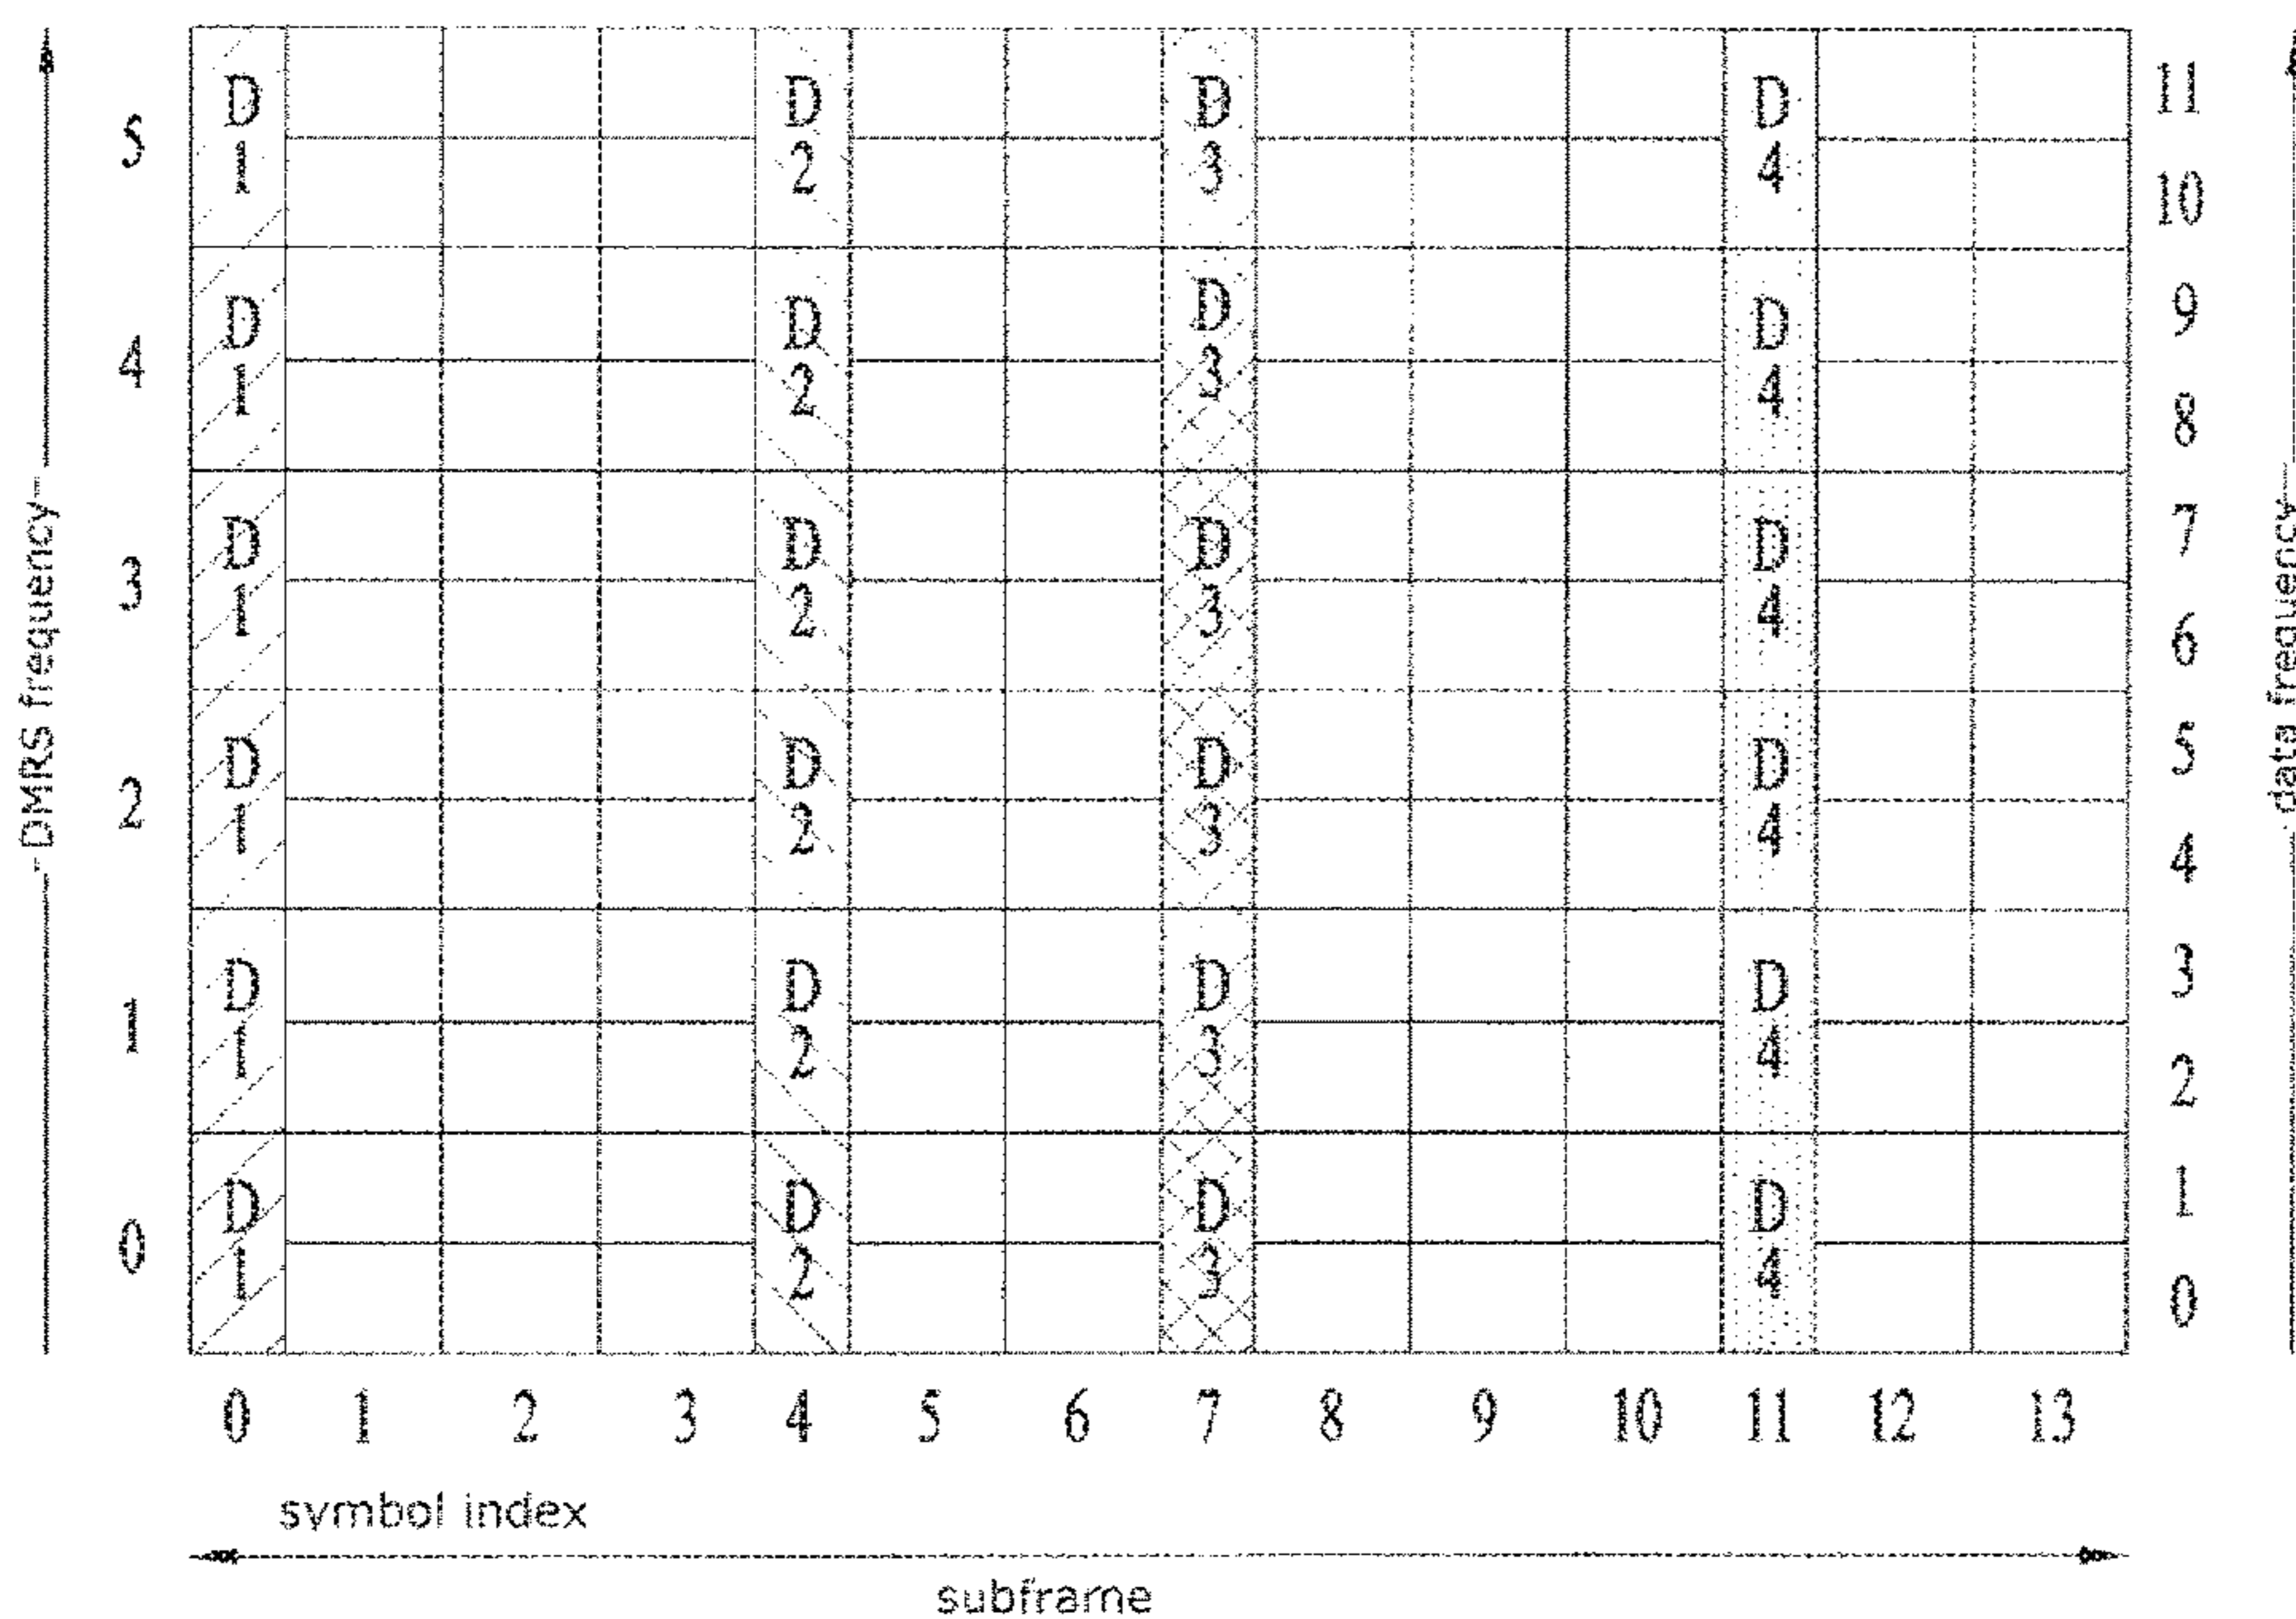 D D D D 11
5 1 2 3 4 10
D D D D 9
4 1 2 3 4 8
D D D D 7
3 1 2 3 4 6
D D D D 5
2 1 2 3 4 4
D D D D 3
1 1 2 3 4 2
D D D D 1
0 1 2 3 4 0
DMRS frequency
data frequency
0 1 2 3 4 5 6 7 8 9 10 11 12 13
symbol index
subframe